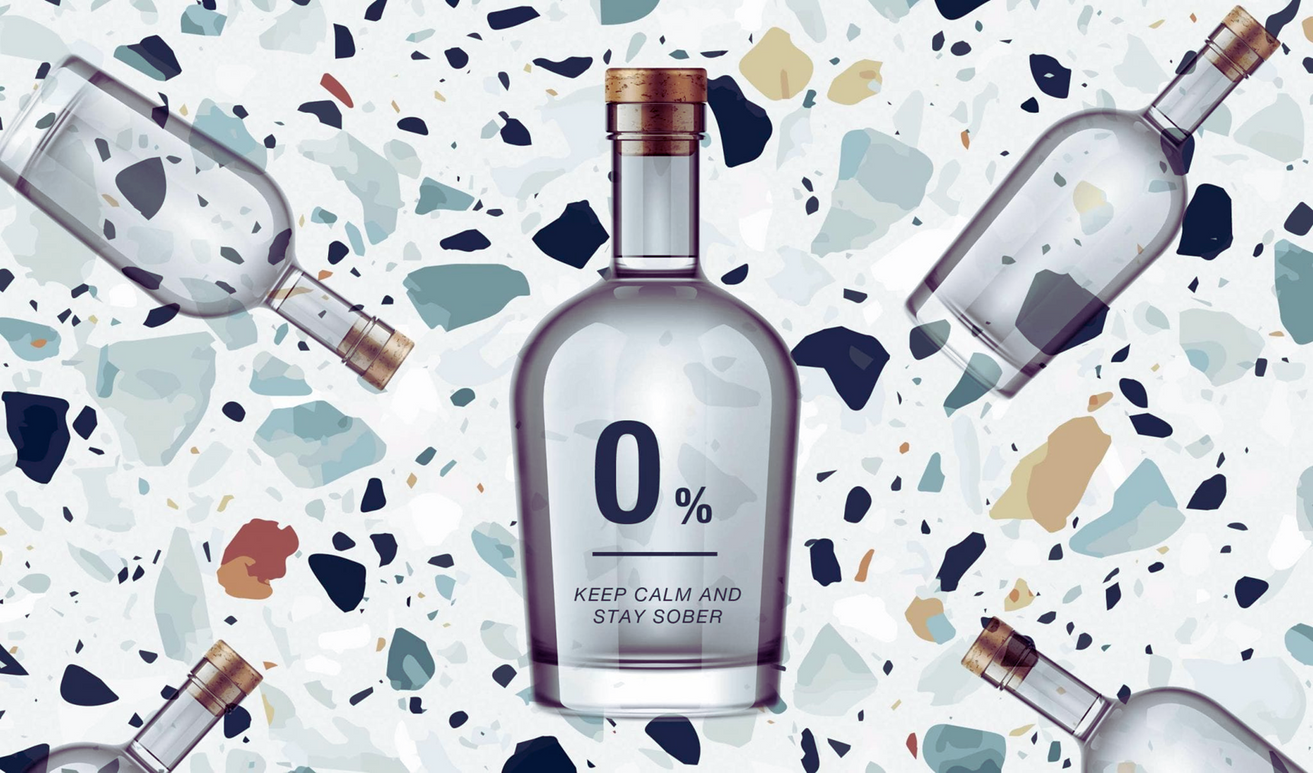 0 %
KEEP CALM AND
STAY SOBER